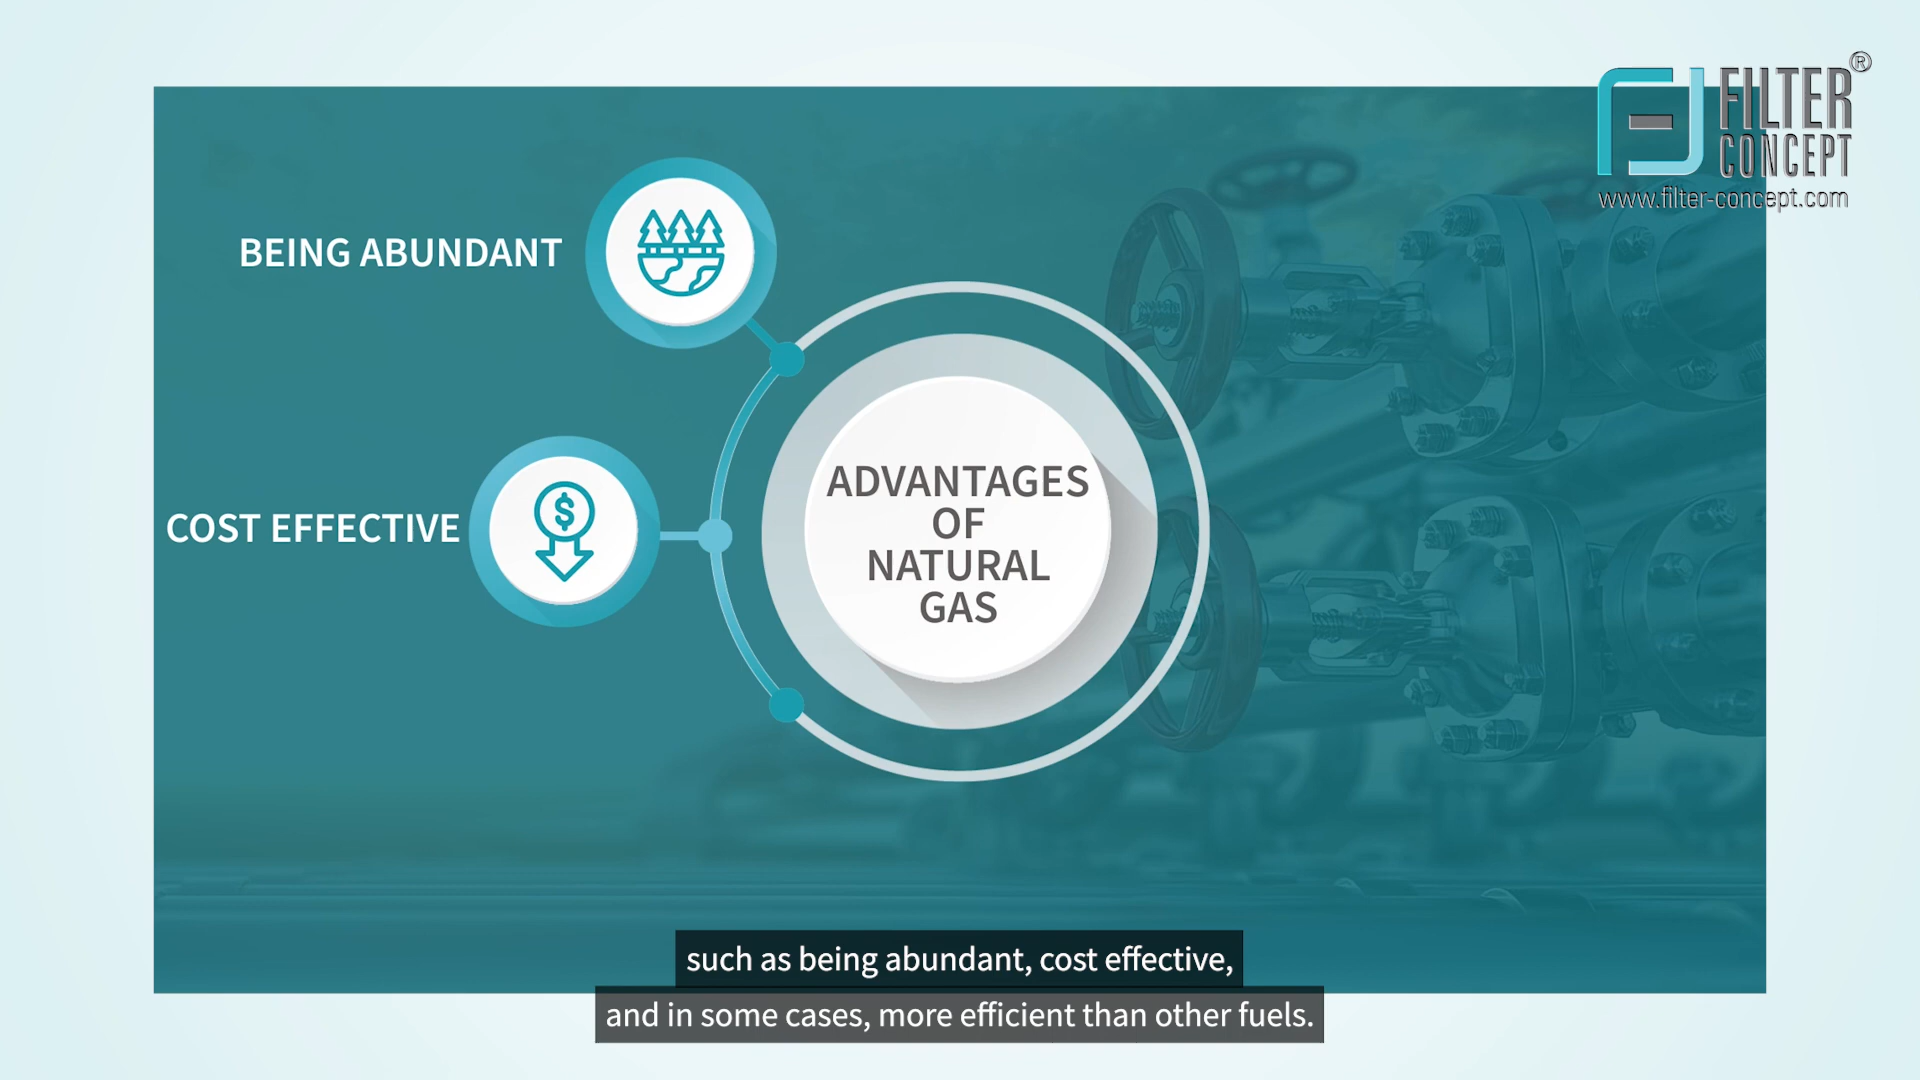 FILTER®
CONCEPT
www.filter-concept.com
BEING ABUNDANT
COST EFFECTIVE
$
ADVANTAGES
OF
NATURAL
GAS
such as being abundant, cost effective,
and in some cases, more efficient than other fuels.